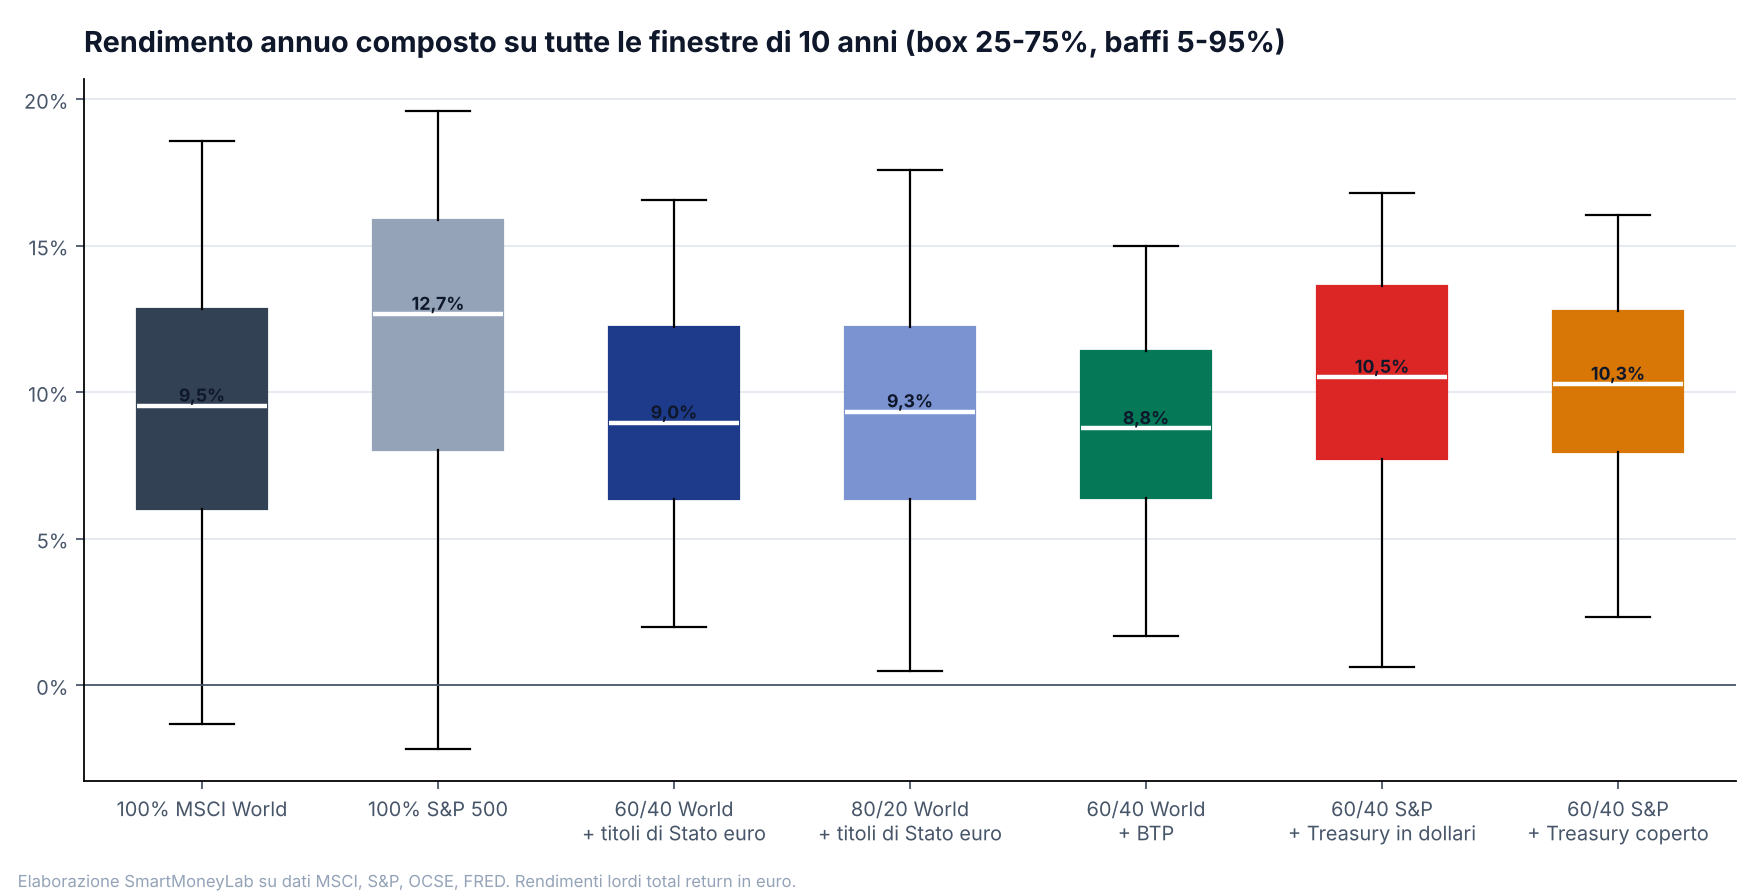 Rendimento annuo composto su tutte le finestre di 10 anni (box 25-75%, baffi 5-95%)
20%
15%
10%
5%
0%
9,5%
12,7%
9,0%
9,3%
8,8%
10,5%
10,3%
100% MSCI World
100% S&P 500
60/40 World
+ titoli di Stato euro
80/20 World
+ titoli di Stato euro
60/40 World
+ BTP
60/40 S&P
+ Treasury in dollari
60/40 S&P
+ Treasury coperto
Elaborazione SmartMoneyLab su dati MSCI, S&P, OCSE, FRED. Rendimenti lordi total return in euro.